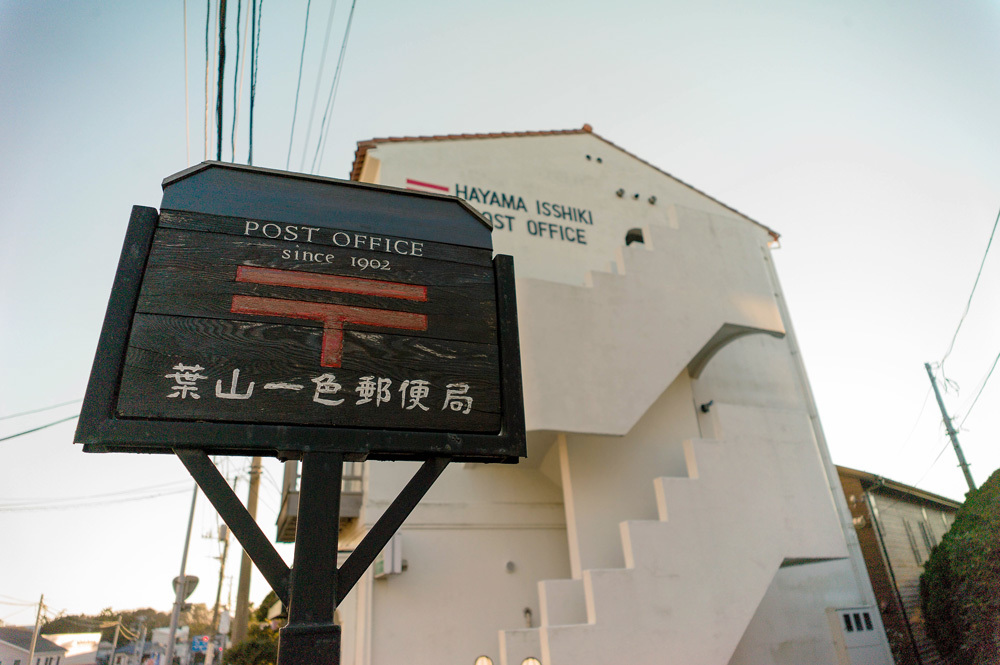 POST OFFICE
since 1902
葉山一色郵便局
HAYAMA ISSHIKI
POST OFFICE